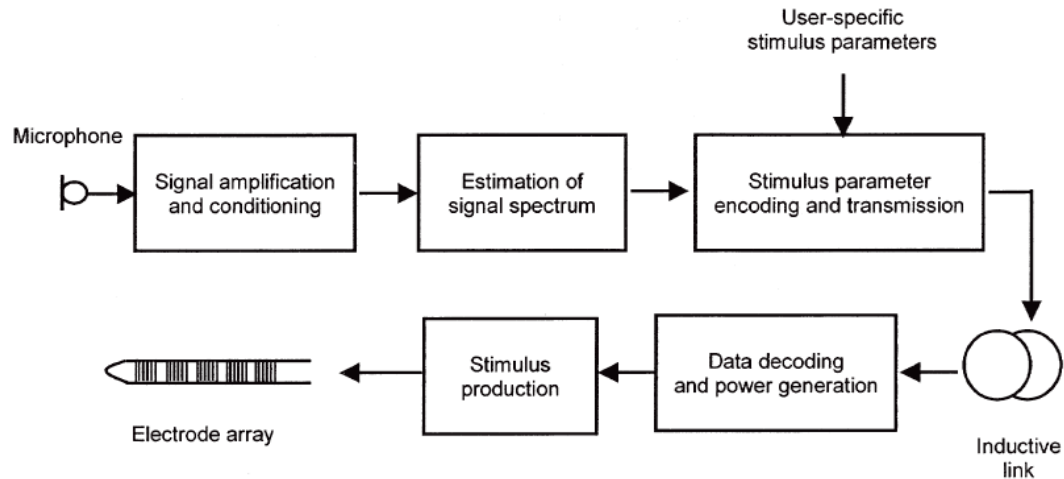 User-specific
stimulus parameters
Microphone
Signal amplification
and conditioning
Estimation of
signal spectrum
Stimulus parameter
encoding and transmission
Electrode array
Stimulus
production
Data decoding
and power generation
Inductive
link